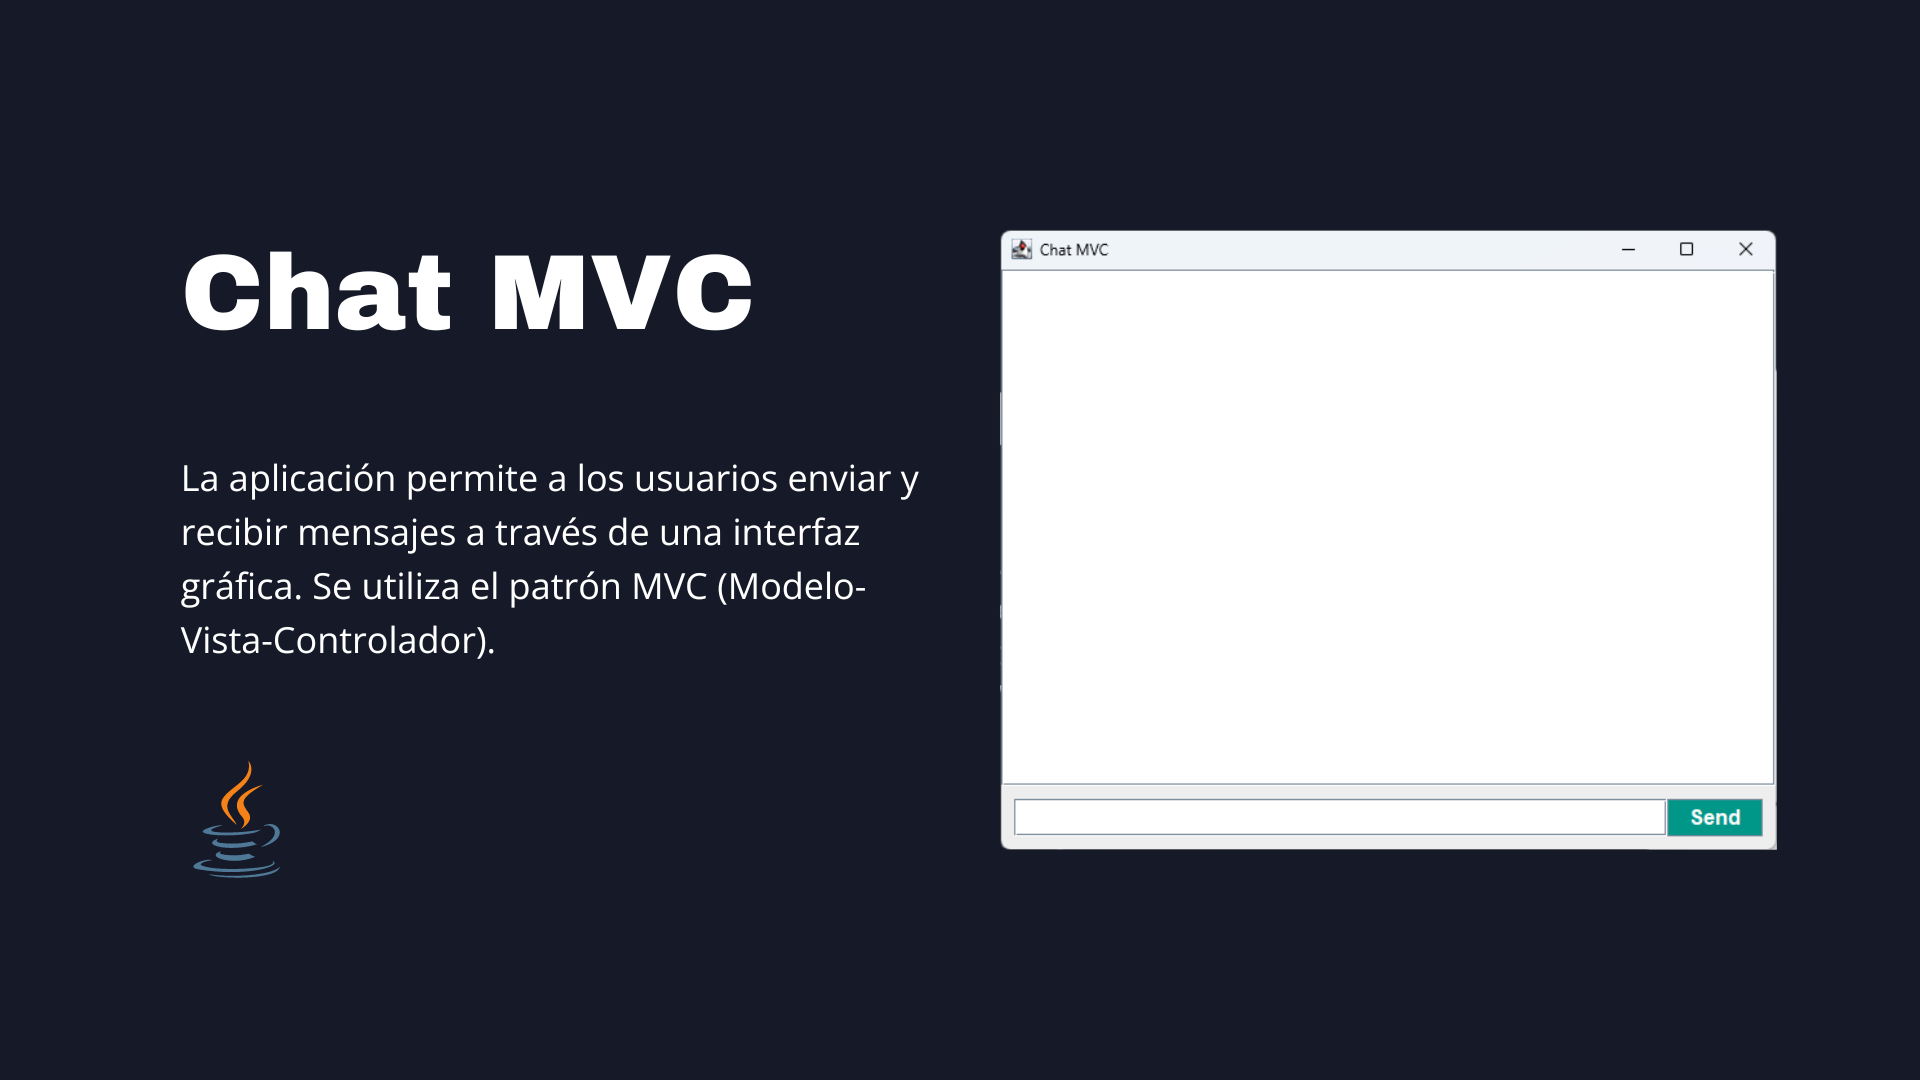 Chat MVC
La aplicación permite a los usuarios enviar y
recibir mensajes a través de una interfaz
gráfica. Se utiliza el patrón MVC (Modelo-
Vista-Controlador).
Chat MVC
Send